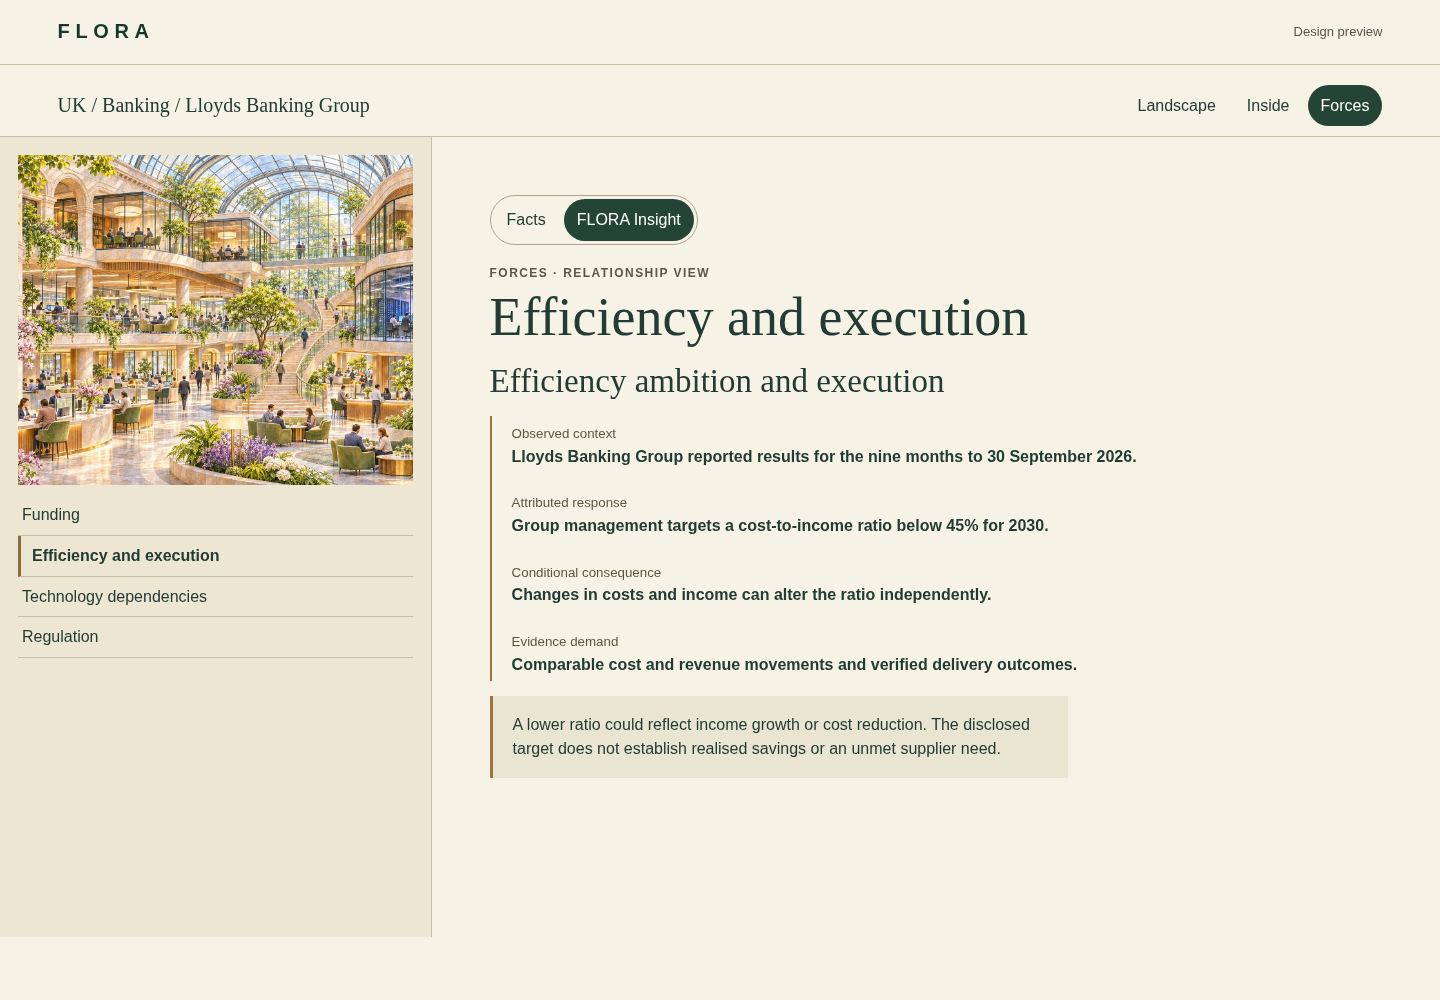 FLORA
Design preview
UK / Banking / Lloyds Banking Group
Landscape
Inside
Forces
Funding
Efficiency and execution
Technology dependencies
Regulation
Facts
FLORA Insight
FORCES · RELATIONSHIP VIEW
Efficiency and execution
Efficiency ambition and execution
Observed context
Lloyds Banking Group reported results for the nine months to 30 September 2026.
Attributed response
Group management targets a cost-to-income ratio below 45% for 2030.
Conditional consequence
Changes in costs and income can alter the ratio independently.
Evidence demand
Comparable cost and revenue movements and verified delivery outcomes.
A lower ratio could reflect income growth or cost reduction. The disclosed
target does not establish realised savings or an unmet supplier need.